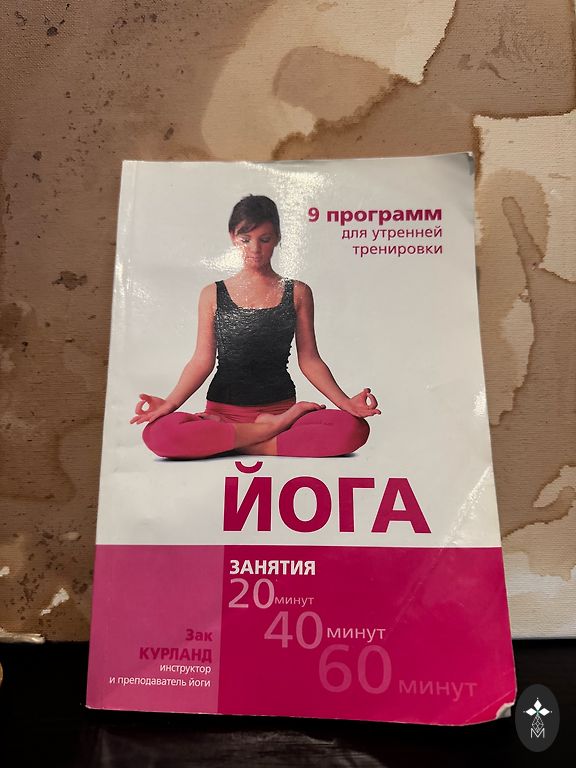 9 программ
для утренней
тренировки
ЙОГА
ЗАНЯТИЯ
20 минут
40 минут
60 минут
Зак
КУРЛАНД
инструктор
и преподаватель йоги
M